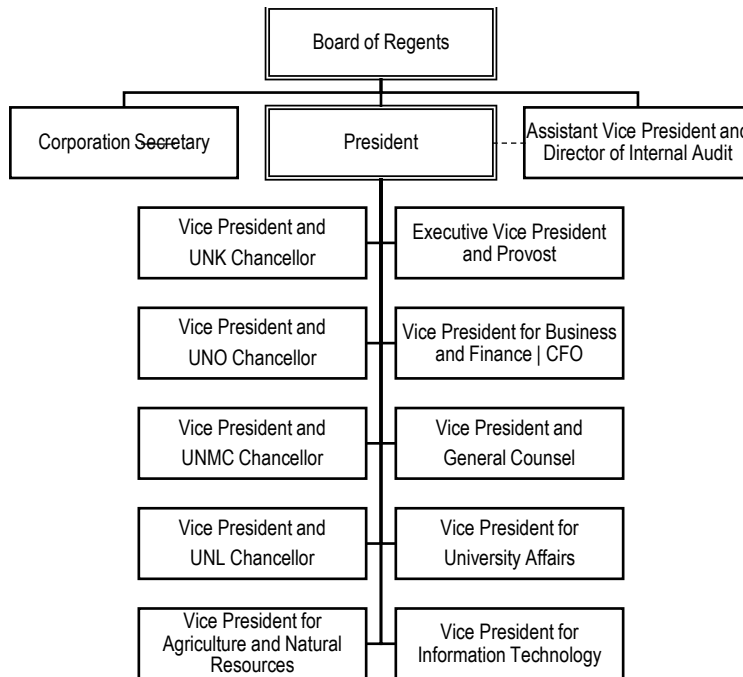 Board of Regents
Corporation Secretary
President
Assistant Vice President and
Director of Internal Audit
Vice President and
UNK Chancellor
Executive Vice President
and Provost
Vice President and
UNO Chancellor
Vice President for Business
and Finance | CFO
Vice President and
UNMC Chancellor
Vice President and
General Counsel
Vice President and
UNL Chancellor
Vice President for
University Affairs
Vice President for
Agriculture and Natural
Resources
Vice President for
Information Technology